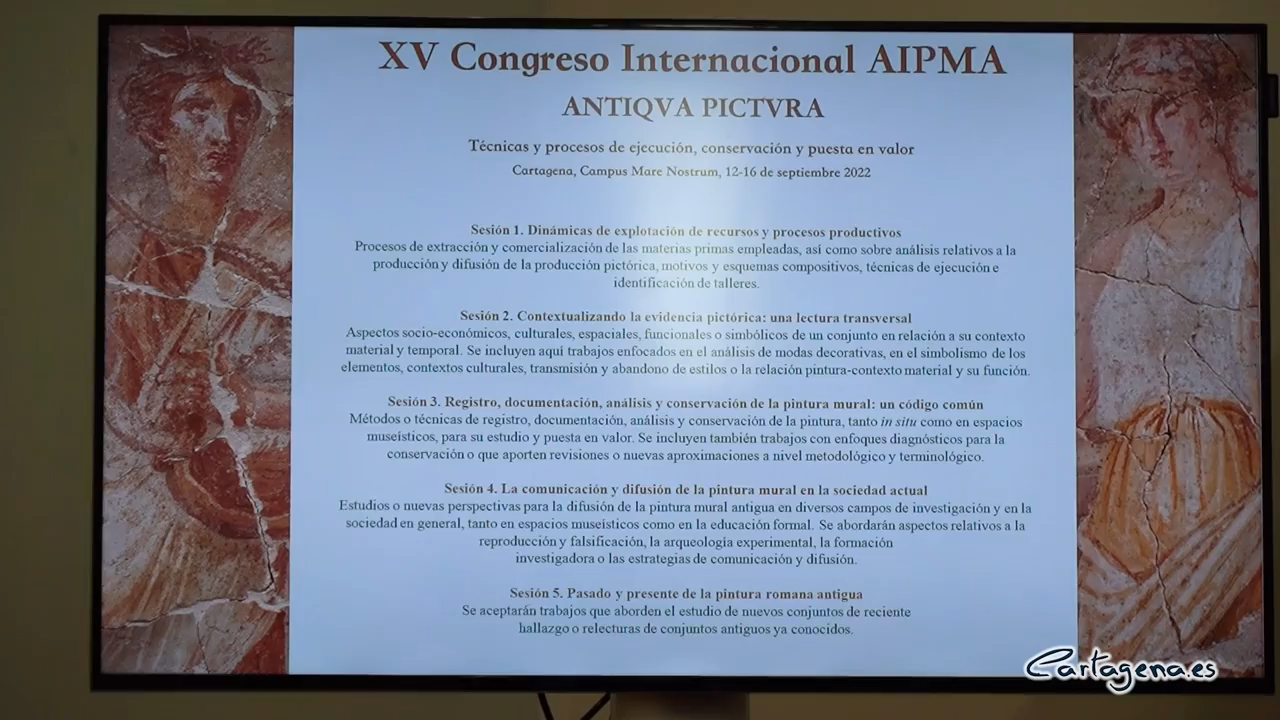 XV Congreso Internacional AIPMA
ANTIQVA PICTVRA
Técnicas y procesos de ejecución, conservación y puesta en valor
Cartagena, Campus Mare Nostrum, 12-16 de septiembre 2022
Sesión 1. Dinámicas de explotación de recursos y procesos productivos
Procesos de extracción y comercialización de las materias primas empleadas, así como sobre análisis relativos a la
producción y difusión de la producción pictórica, motivos y esquemas compositivos, técnicas de ejecución e
identificación de talleres.
Sesión 2. Contextualizando la evidencia pictórica: una lectura transversal
Aspectos socio-económicos, culturales, espaciales, funcionales o simbólicos de un conjunto en relación a su contexto
material y temporal. Se incluyen aquí trabajos enfocados en el análisis de modas decorativas, en el simbolismo de los
elementos, contextos culturales, transmisión y abandono de estilos o la relación pintura-contexto material y su función.
Sesión 3. Registro, documentación, análisis y conservación de la pintura mural: un código común
Métodos o técnicas de registro, documentación, análisis y conservación de la pintura, tanto in situ como en espacios
museísticos, para su estudio y puesta en valor. Se incluyen también trabajos con enfoques diagnósticos para la
conservación o que aporten revisiones o nuevas aproximaciones a nivel metodológico y terminológico.
Sesión 4. La comunicación y difusión de la pintura mural en la sociedad actual
Estudios o nuevas perspectivas para la difusión de la pintura mural antigua en diversos campos de investigación y en la
sociedad en general, tanto en espacios museísticos como en la educación formal. Se abordarán aspectos relativos a la
reproducción y falsificación, la arqueología experimental, la formación
investigadora o las estrategias de comunicación y difusión.
Sesión 5. Pasado y presente de la pintura romana antigua
Se aceptarán trabajos que aborden el estudio de nuevos conjuntos de reciente
hallazgo o relecturas de conjuntos antiguos ya conocidos.
Cartagena.es